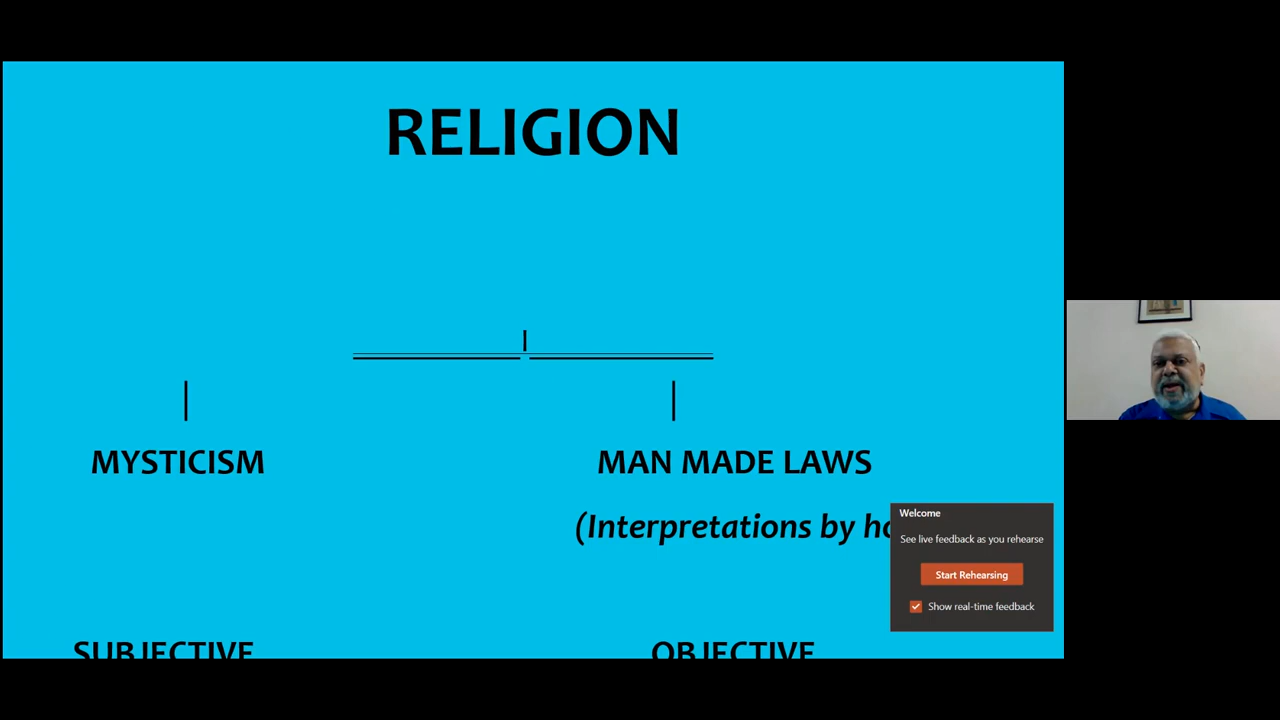 RELIGION
MYSTICISM
MAN MADE LAWS
(Interpretations by
Welcome
See live feedback as you rehearse
Start Rehearsing
Show real-time feedback
SUBJECTIVE
OBJECTIVE